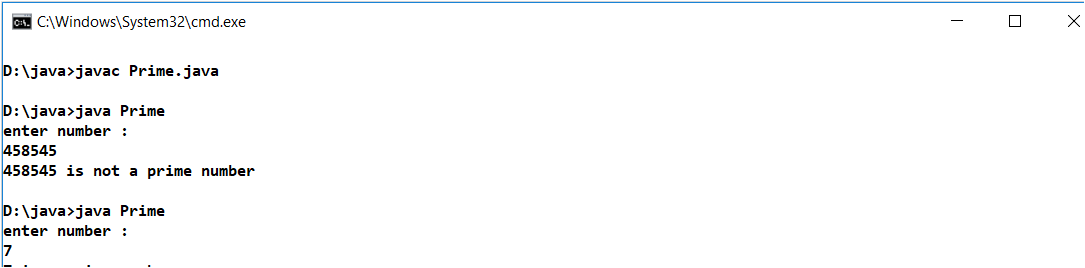 C:\Windows\System32\cmd.exe
D:\java>javac Prime.java
D:\java>java Prime
enter number :
458545
458545 is not a prime number
D:\java>java Prime
enter number :
7